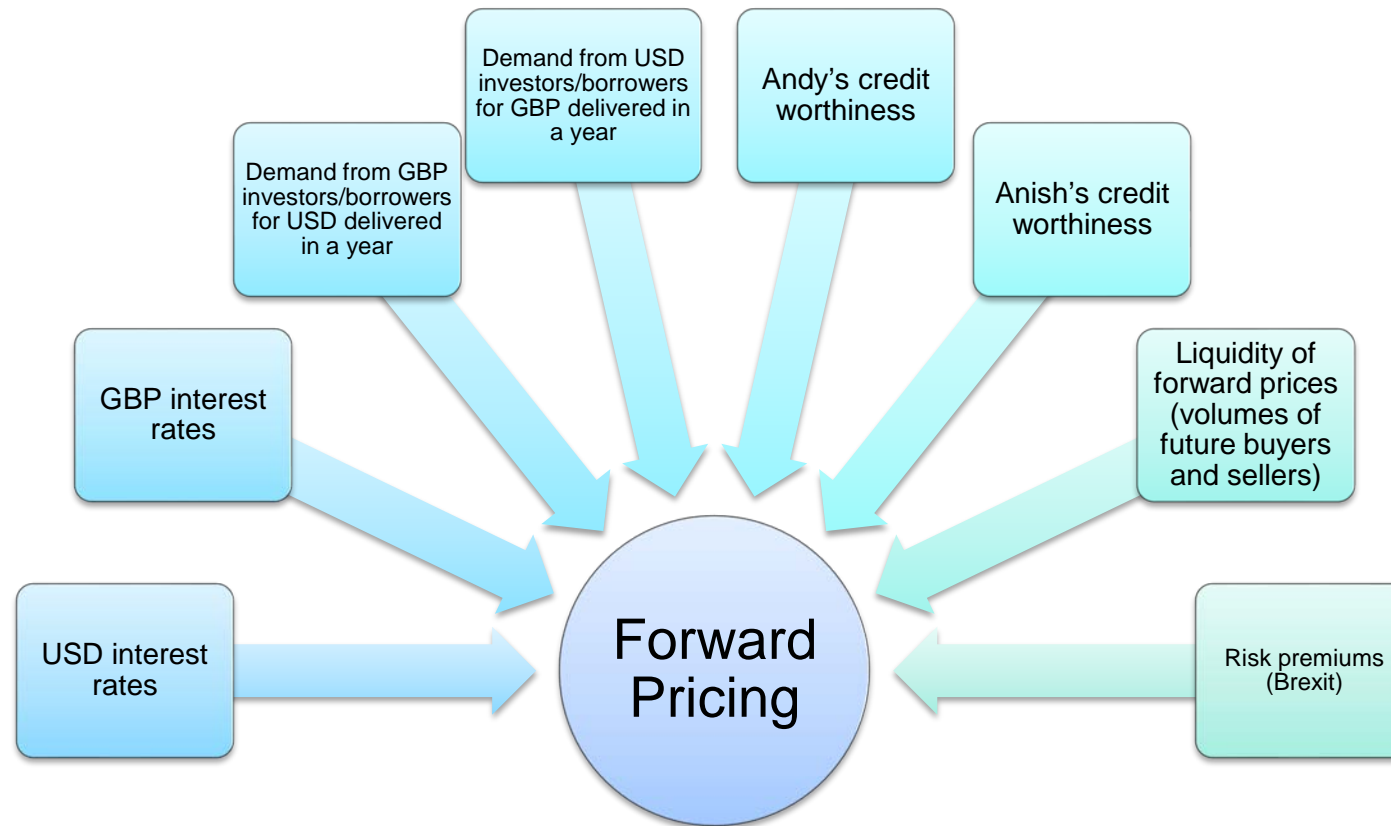 Demand from USD
investors/borrowers
for GBP delivered in
a year
Andy’s credit
worthiness
Demand from GBP
investors/borrowers
for USD delivered
in a year
Anish’s credit
worthiness
GBP interest
rates
Liquidity of
forward prices
(volumes of
future buyers
and sellers)
USD interest
rates
Forward
Pricing
Risk premiums
(Brexit)